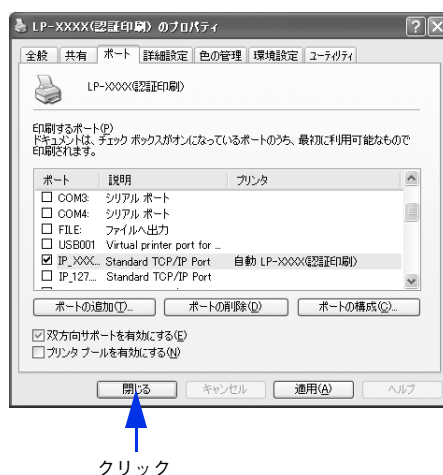 LP-XXXX(認証印刷) のプロパティ
全般 共有 ポート 詳細設定 色の管理 環境設定 ユーティリティ
LP-XXXX(認証印刷)
印刷するポート(P)
ドキュメントは、チェック ボックスがオンになっているポートのうち、最初に利用可能なもので
印刷されます。
ポート 説明 プリンタ
COM3: シリアル ポート
COM4: シリアル ポート
FILE: ファイルへ出力
USB001 Virtual printer port for ...
IP_XXX... Standard TCP/IP Port 自動 LP-XXXX(認証印刷)
IP_127... Standard TCP/IP Port
ポートの追加(T)... ポートの削除(D) ポートの構成(C)...
双方向サポートを有効にする(E)
プリンタ プールを有効にする(N)
閉じる キャンセル 適用(A) ヘルプ
クリック